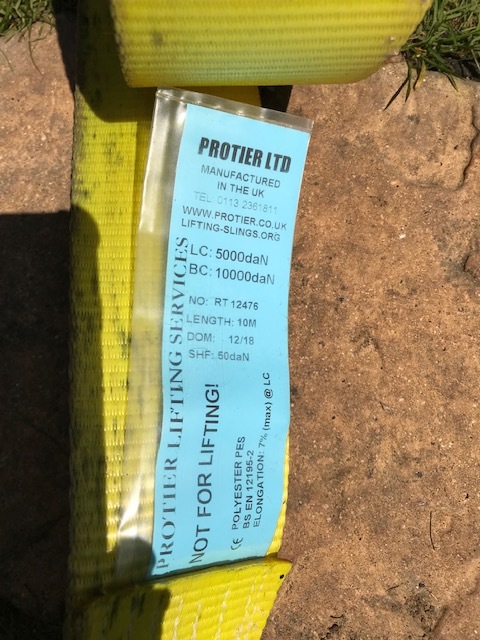 PROTIER LTD
MANUFACTURED
IN THE UK
TEL: 0113 2361811
WWW.PROTIER.CO.UK
LIFTING-SLINGS.ORG
LC: 5000daN
BC: 10000daN
NO: RT 12476
LENGTH: 10M
DOM: 12/18
SHF: 50daN
PROTIER LIFTING SERVICES
NOT FOR LIFTING!
CE POLYESTER PES
BS EN 12195-2
ELONGATION: 7% (max) @ LC